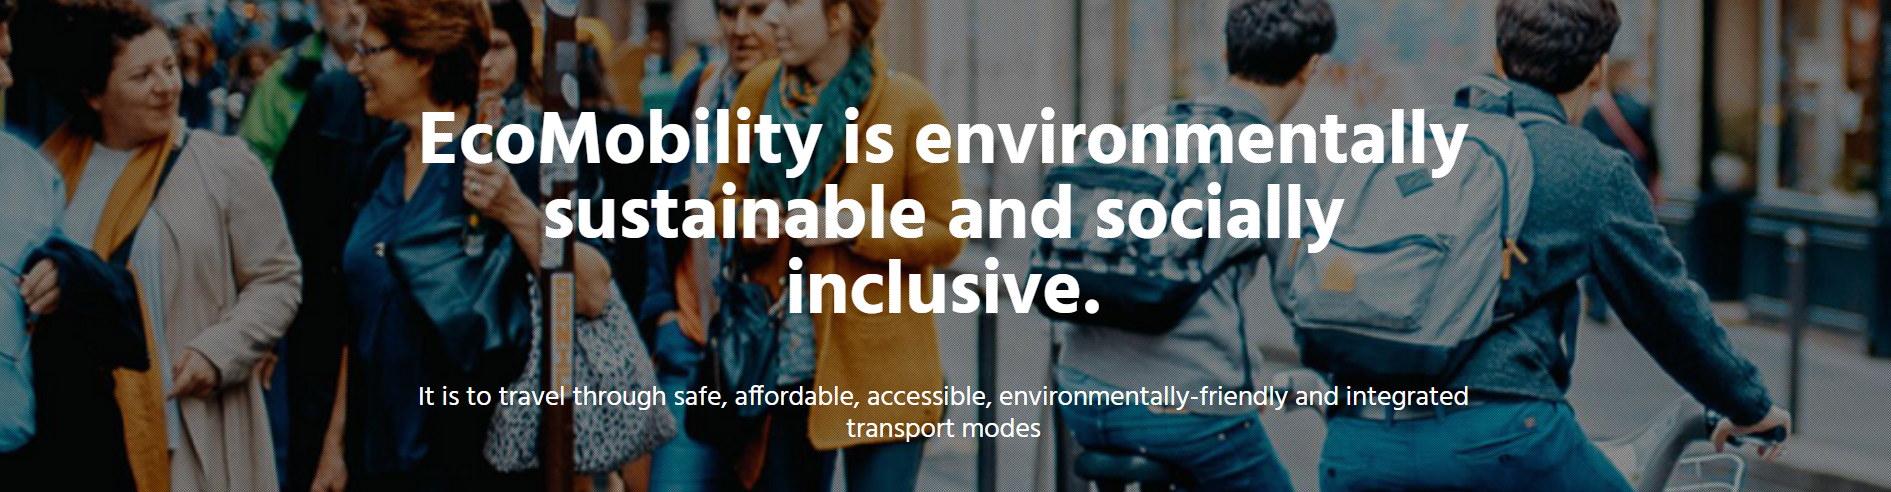 EcoMobility is environmentally
sustainable and socially
inclusive.
It is to travel through safe, affordable, accessible, environmentally-friendly and integrated
transport modes